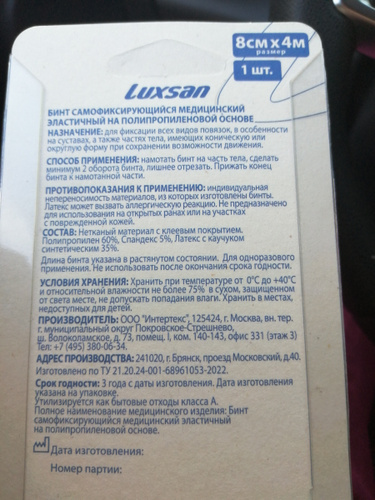 8смх4м
размер
1 шт.
Luxsan
БИНТ САМОФИКСИРУЮЩИЙСЯ МЕДИЦИНСКИЙ
ЭЛАСТИЧНЫЙ НА ПОЛИПРОПИЛЕНОВОЙ ОСНОВЕ
НАЗНАЧЕНИЕ: для фиксации всех видов повязок, в особенности
на суставах, а также частях тела, имеющих коническую или
округлую форму при сохранении возможности движения.
СПОСОБ ПРИМЕНЕНИЯ: намотать бинт на часть тела, сделать
минимум 2 оборота бинта, лишнее отрезать. Прижать конец
бинта к намотанной части.
ПРОТИВОПОКАЗАНИЯ К ПРИМЕНЕНИЮ: индивидуальная
непереносимость материалов, из которых изготовлены бинты.
Латекс может вызвать аллергическую реакцию. Не предназначено
для использования на открытых ранах или на участках
с поврежденной кожей.
СОСТАВ: Нетканый материал с клеевым покрытием.
Полипропилен 60%, Спандекс 5%, Латекс с каучуком
синтетическим 35%.
Длина бинта указана в растянутом состоянии. Для одноразового
применения. Не использовать после окончания срока годности.
УСЛОВИЯ ХРАНЕНИЯ: Хранить при температуре от 0°С до +40°С
и относительной влажности не более 75% в сухом, защищенном
от света месте, не допускать попадания влаги. Хранить в местах,
недоступных для детей.
ПРОИЗВОДИТЕЛЬ: ООО "Интертекс", 125424, г. Москва, вн. тер.
г. муниципальный округ Покровское-Стрешнево,
ш. Волоколамское, д. 73, помещ. I, ком. 140-143, офис 331 (этаж 3)
Тел: +7 (495) 380-06-34.
АДРЕС ПРОИЗВОДСТВА: 241020, г. Брянск, проезд Московский, д.40.
Изготовлено по ТУ 21.20.24-001-68961053-2022.
Срок годности: 3 года с даты изготовления. Дата изготовления
указана на упаковке.
Утилизируется как бытовые отходы класса А.
Полное наименование медицинского изделия: Бинт
самофиксирующийся медицинский эластичный
на полипропиленовой основе.
Дата изготовления:
Номер партии: